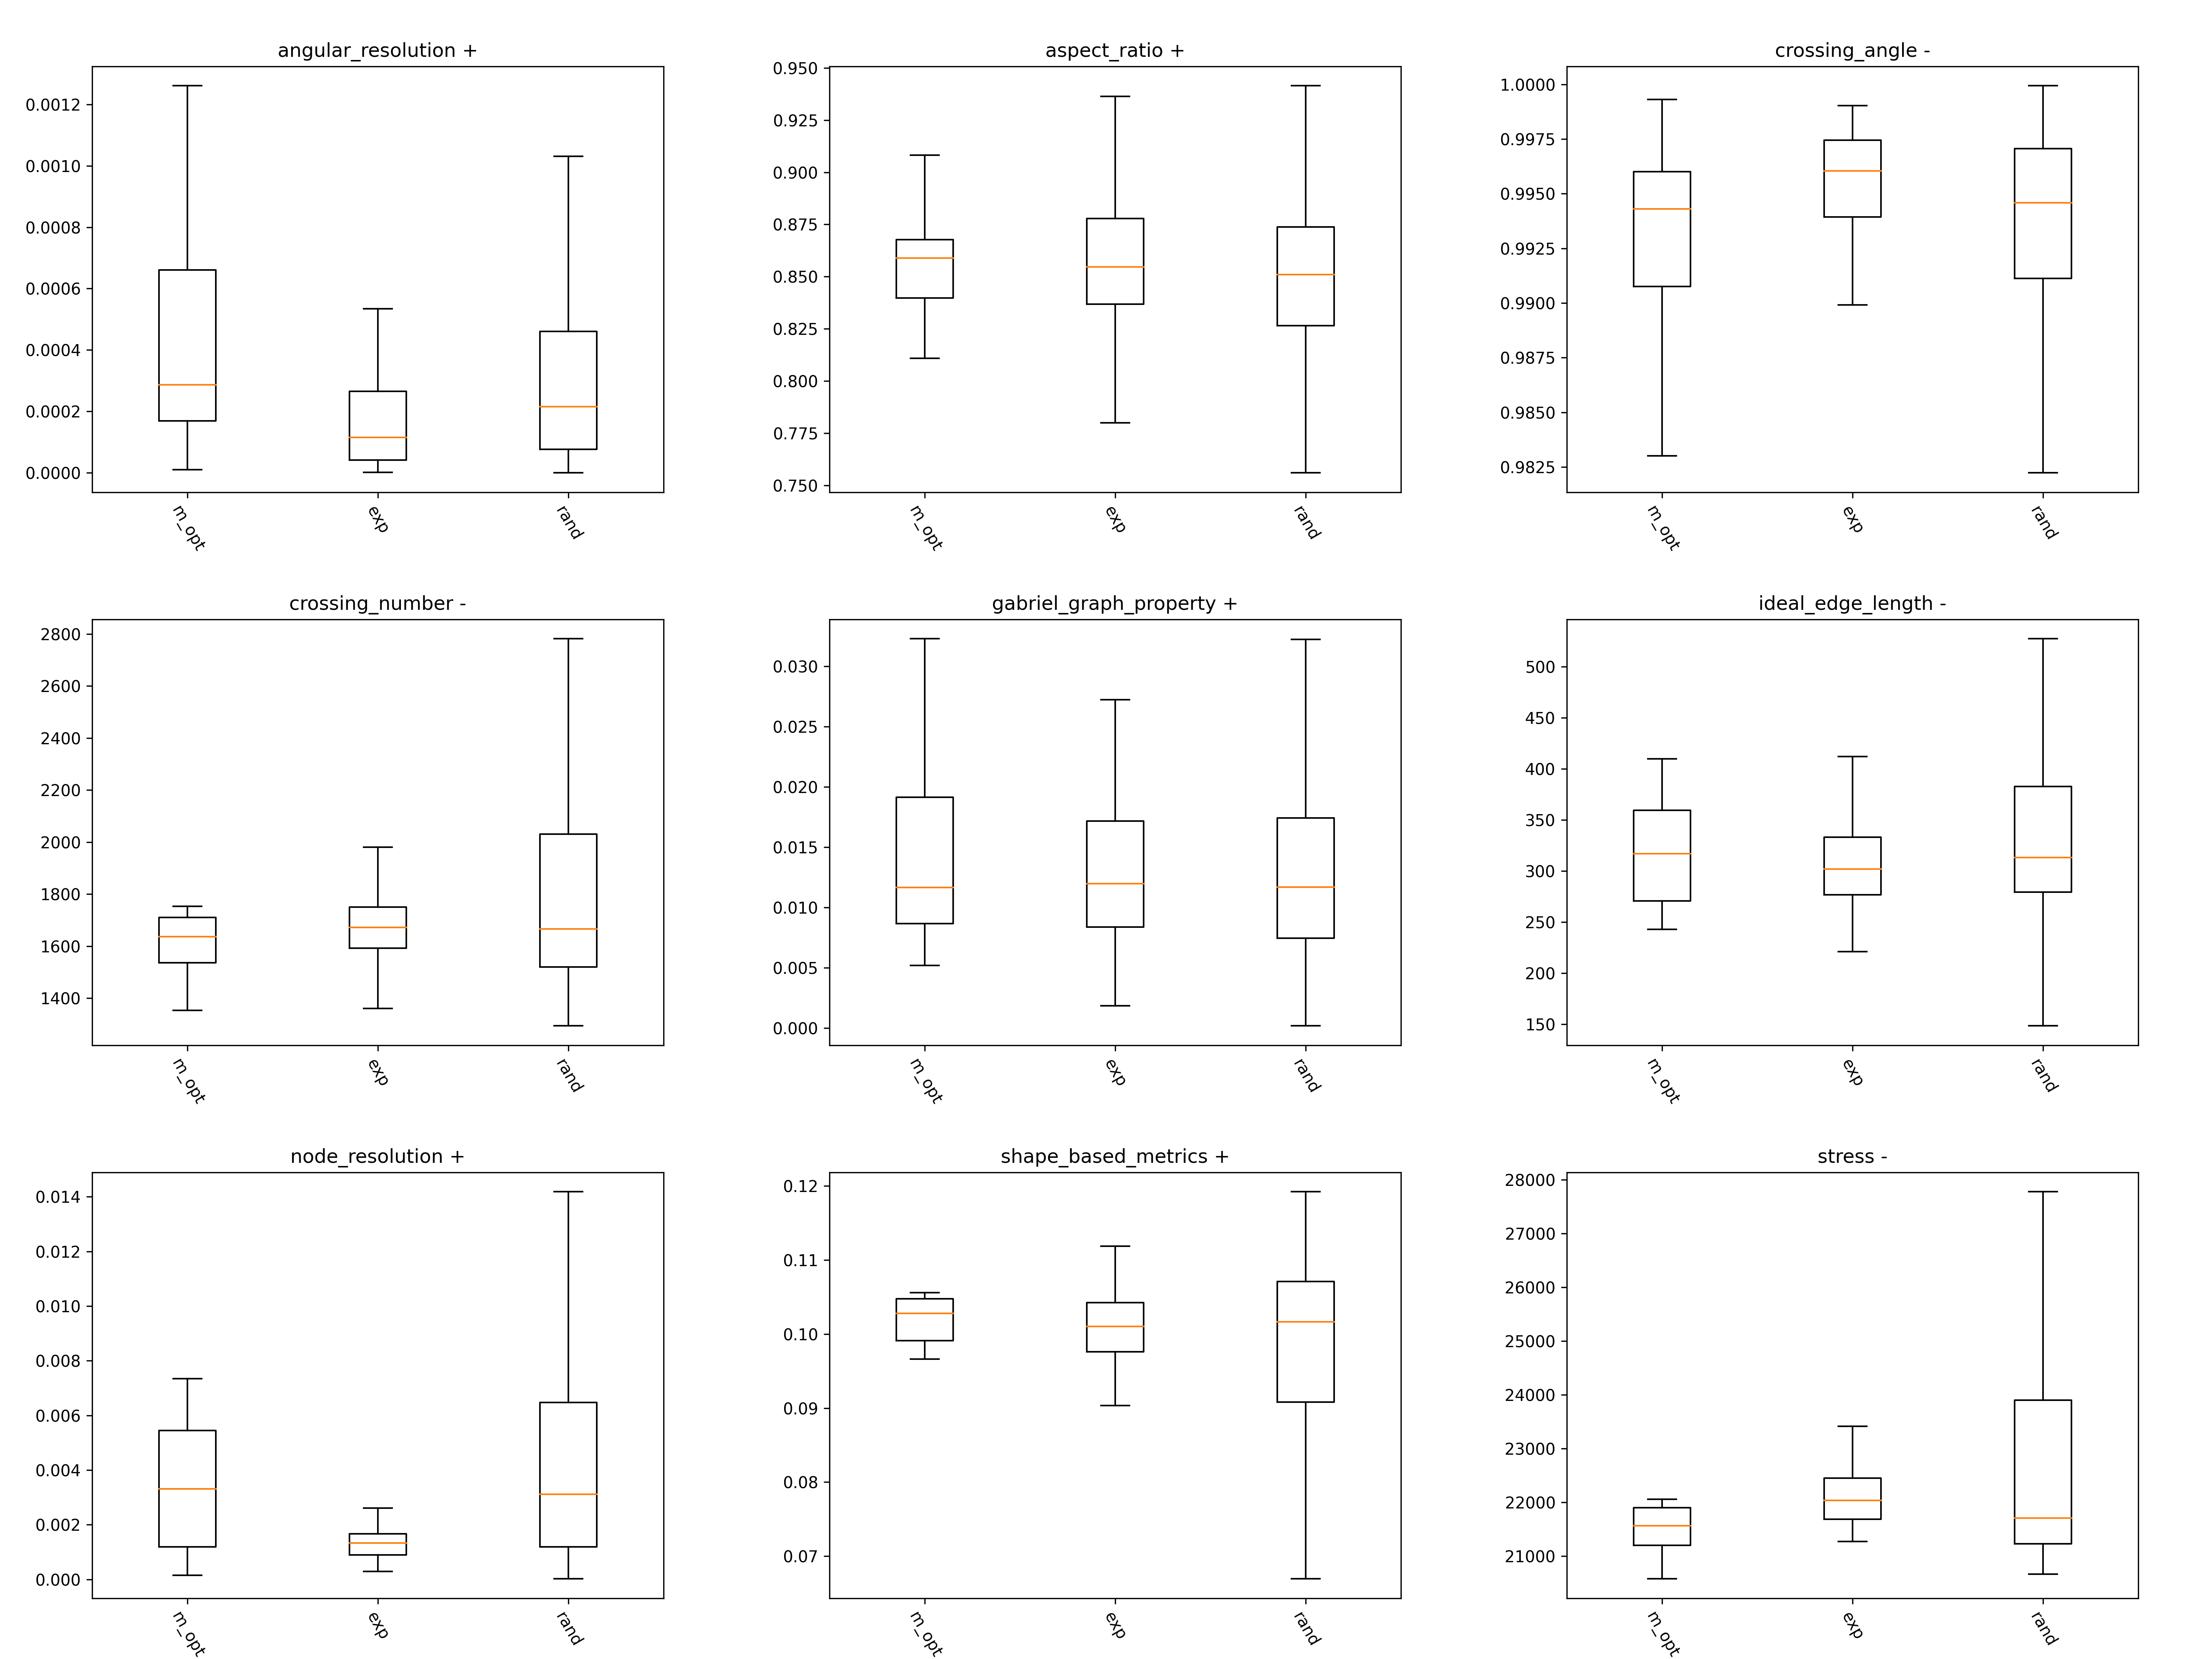 angular_resolution +
0.0012
0.0010
0.0008
0.0006
0.0004
0.0002
0.0000
m_opt
exp
rand
aspect_ratio +
0.950
0.925
0.900
0.875
0.850
0.825
0.800
0.775
0.750
m_opt
exp
rand
crossing_angle -
1.0000
0.9975
0.9950
0.9925
0.9900
0.9875
0.9850
0.9825
m_opt
exp
rand
crossing_number -
2800
2600
2400
2200
2000
1800
1600
1400
m_opt
exp
rand
gabriel_graph_property +
0.030
0.025
0.020
0.015
0.010
0.005
0.000
m_opt
exp
rand
ideal_edge_length -
500
450
400
350
300
250
200
150
m_opt
exp
rand
node_resolution +
0.014
0.012
0.010
0.008
0.006
0.004
0.002
0.000
m_opt
exp
rand
shape_based_metrics +
0.12
0.11
0.10
0.09
0.08
0.07
m_opt
exp
rand
stress -
28000
27000
26000
25000
24000
23000
22000
21000
m_opt
exp
rand